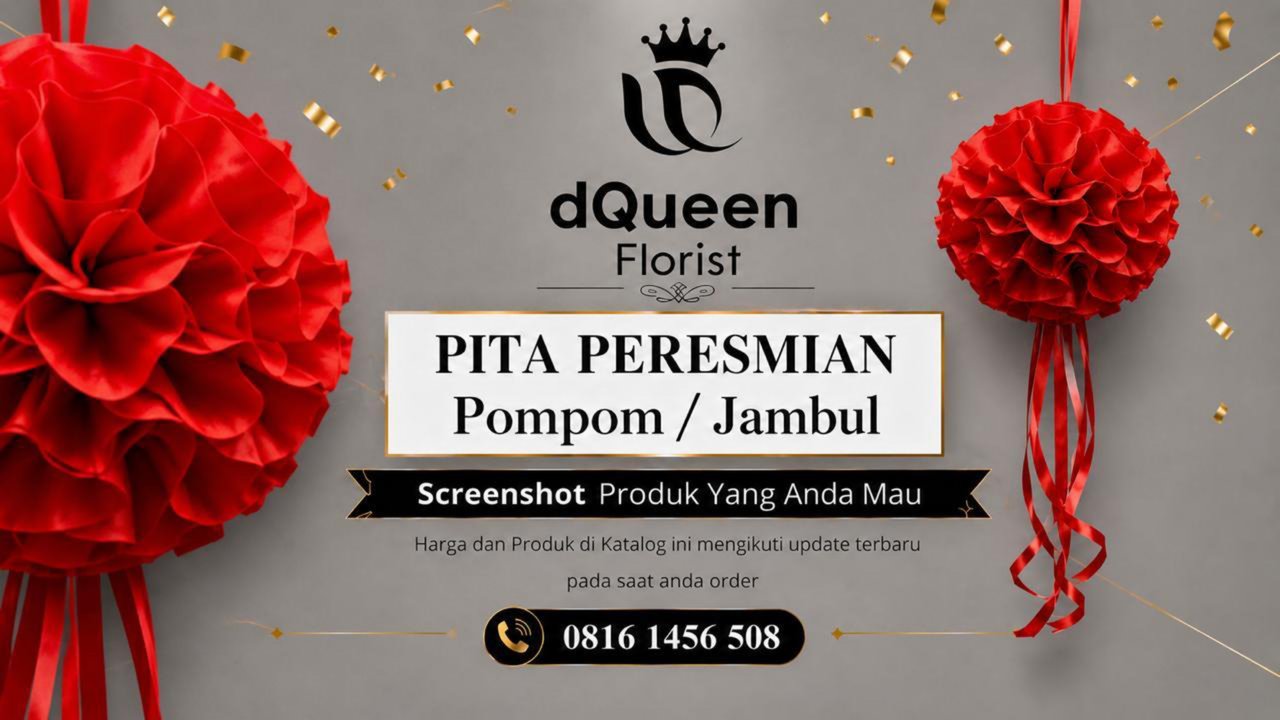 dQueen
Florist
PITA PERESMIAN
Pompom / Jambul
Screenshot Produk Yang Anda Mau
Harga dan Produk di Katalog ini mengikuti update terbaru
pada saat anda order
0816 1456 508